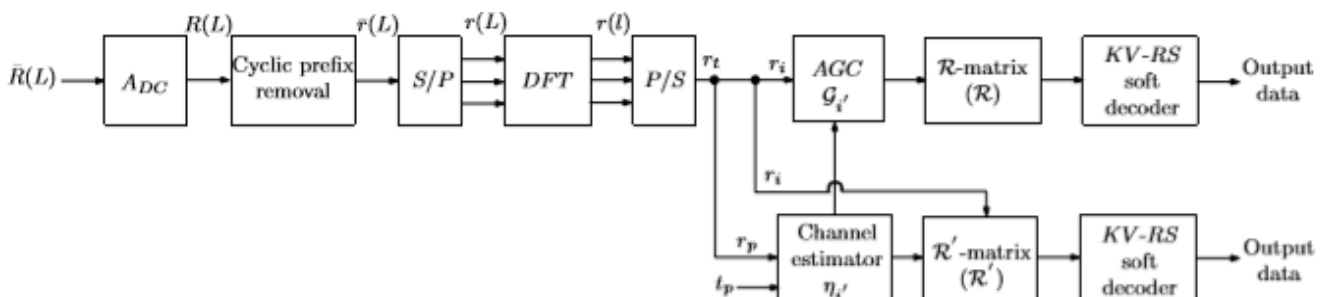 R̄(L)
A_DC
R(L)
Cyclic prefix
removal
r̄(L)
S/P
r(L)
DFT
r(l)
P/S
r_t
r_i
AGC
𝒢_i′
ℛ-matrix
(ℛ)
KV-RS
soft
decoder
Output
data
r_i
r_p
t_p
Channel
estimator
η_i′
ℛ′-matrix
(ℛ′)
KV-RS
soft
decoder
Output
data